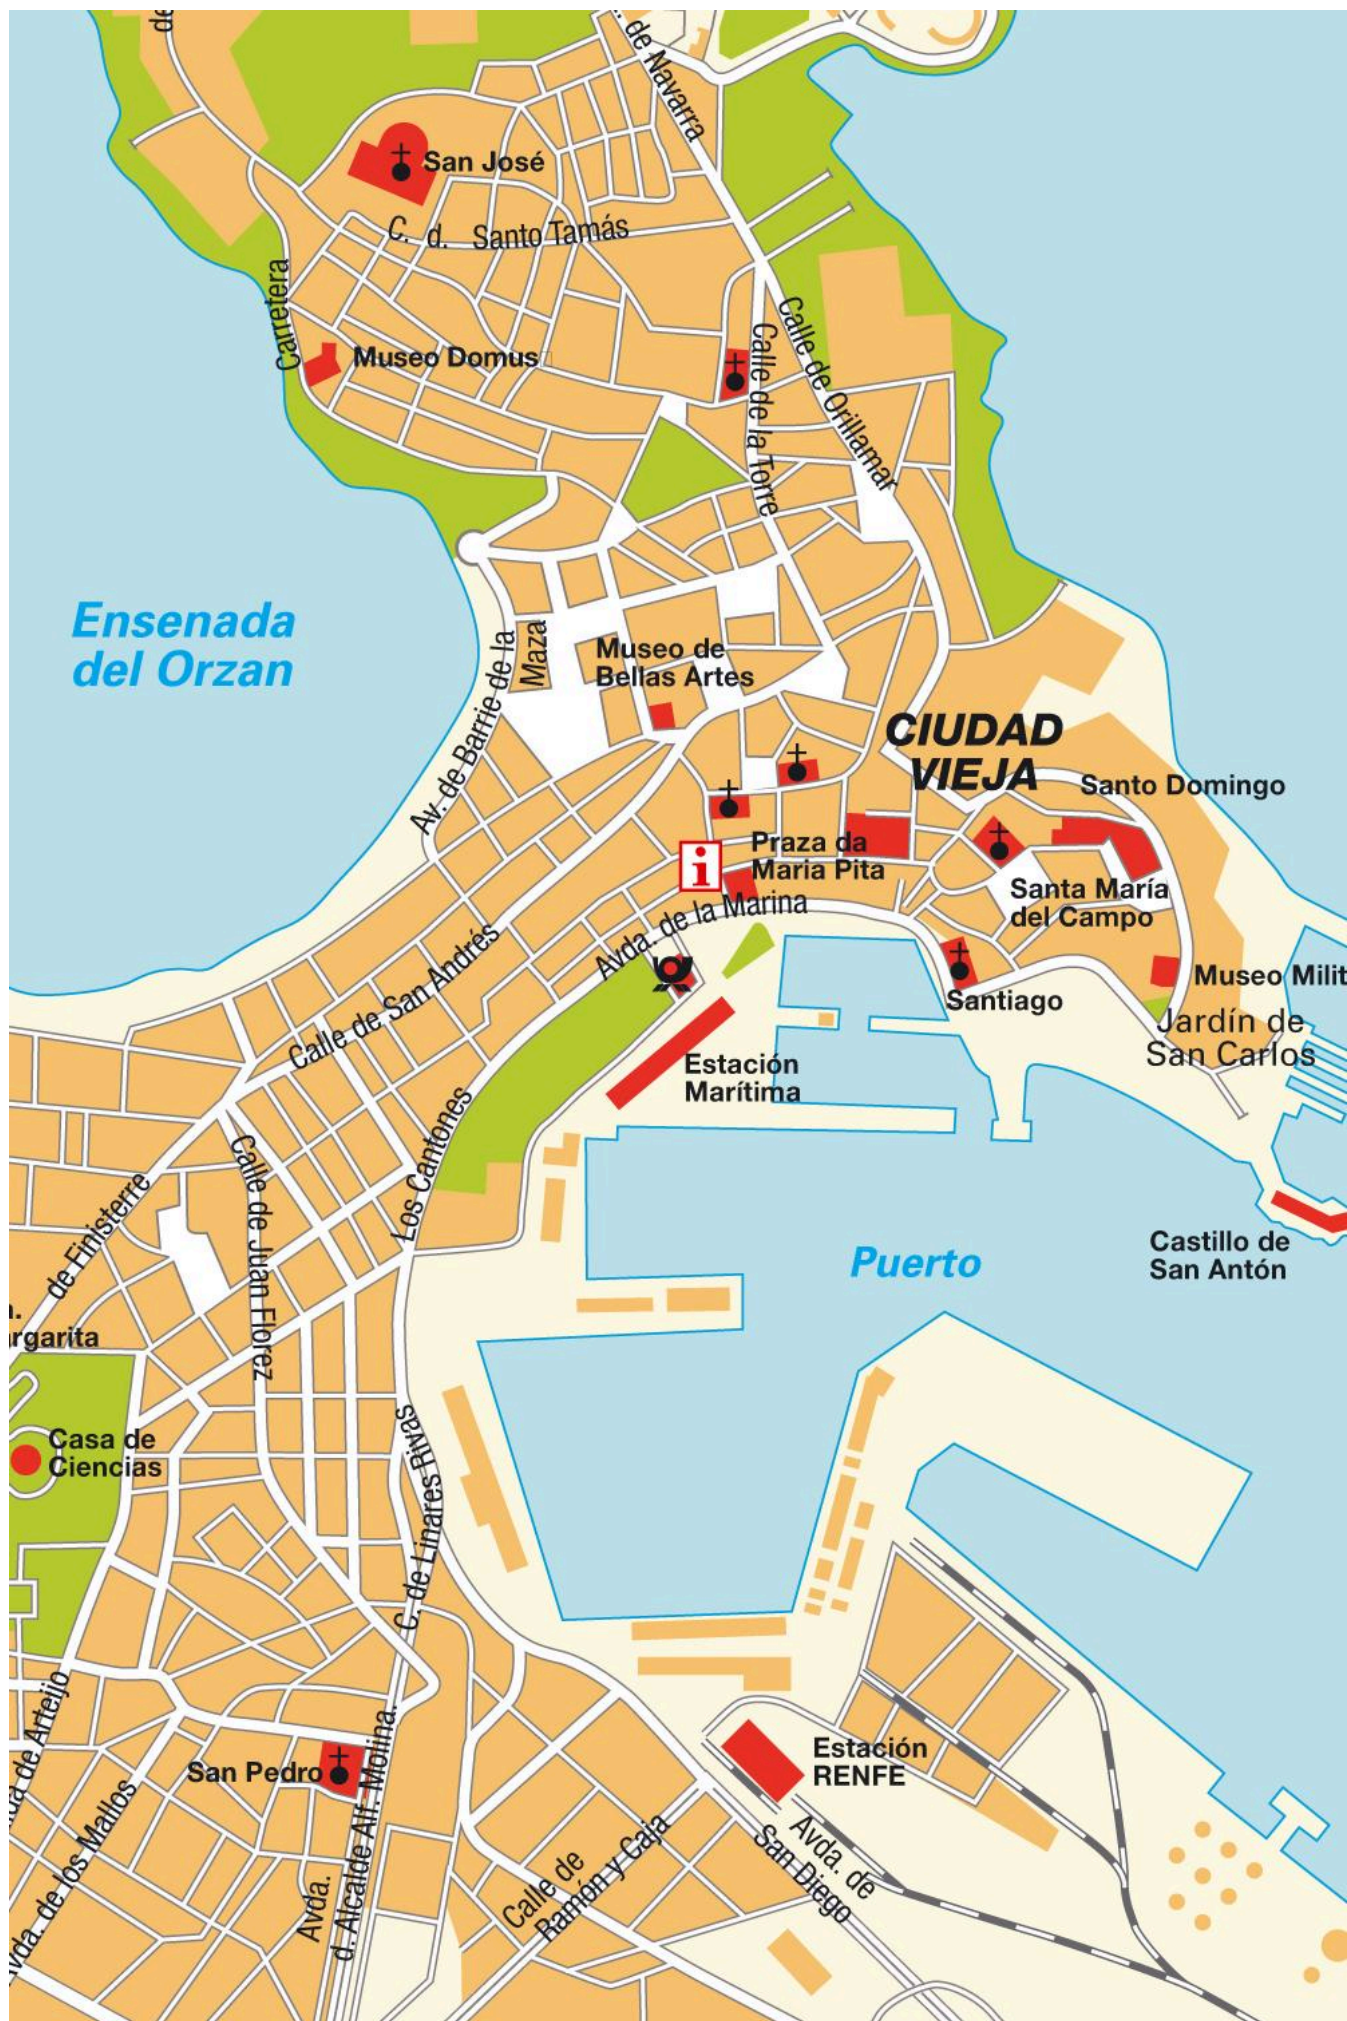 de
. de Navarra
San José
C. d. Santo Tamás
Carretera
Museo Domus
Calle de Orillamar
Calle de la Torre
Ensenada
del Orzan
Av. de Barrie de la
Maza
Museo de
Bellas Artes
CIUDAD
VIEJA
Santo Domingo
i
Praza da
Maria Pita
Santa María
del Campo
Avda. de la Marina
Calle de San Andrés
Santiago
Museo Milit
Jardín de
San Carlos
Estación
Marítima
Los Cantones
Calle de Juan Florez
de Finisterre
Puerto
Castillo de
San Antón
rgarita
Casa de
Ciencias
C. de Linares Rivas
da de Arteijo
San Pedro
Avda.
d. Alcalde Alf. Molina.
vda. de los Mallos
Estación
RENFE
Avda. de
San Diego
Calle de
Ramón y Caja